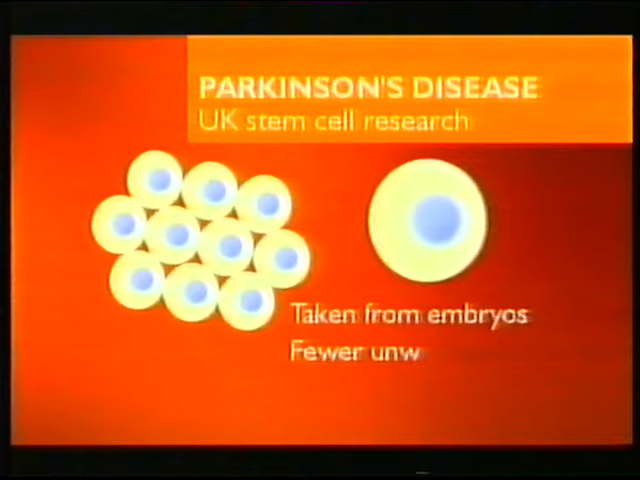 PARKINSON'S DISEASE
UK stem cell research
Taken from embryos
Fewer unw